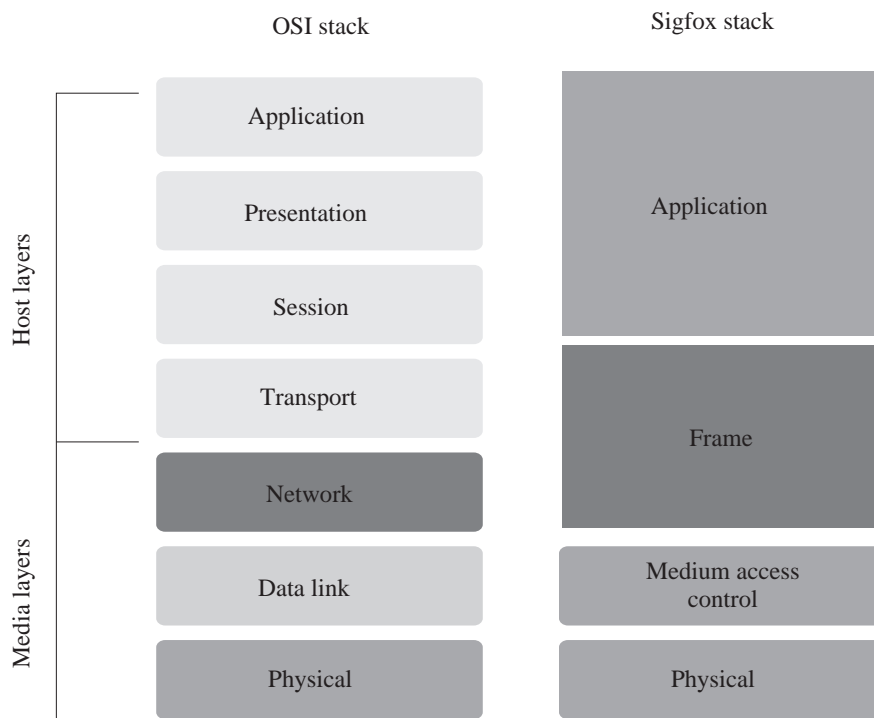 OSI stack
Sigfox stack
Host layers
Media layers
Application
Presentation
Session
Transport
Network
Data link
Physical
Application
Frame
Medium access
control
Physical